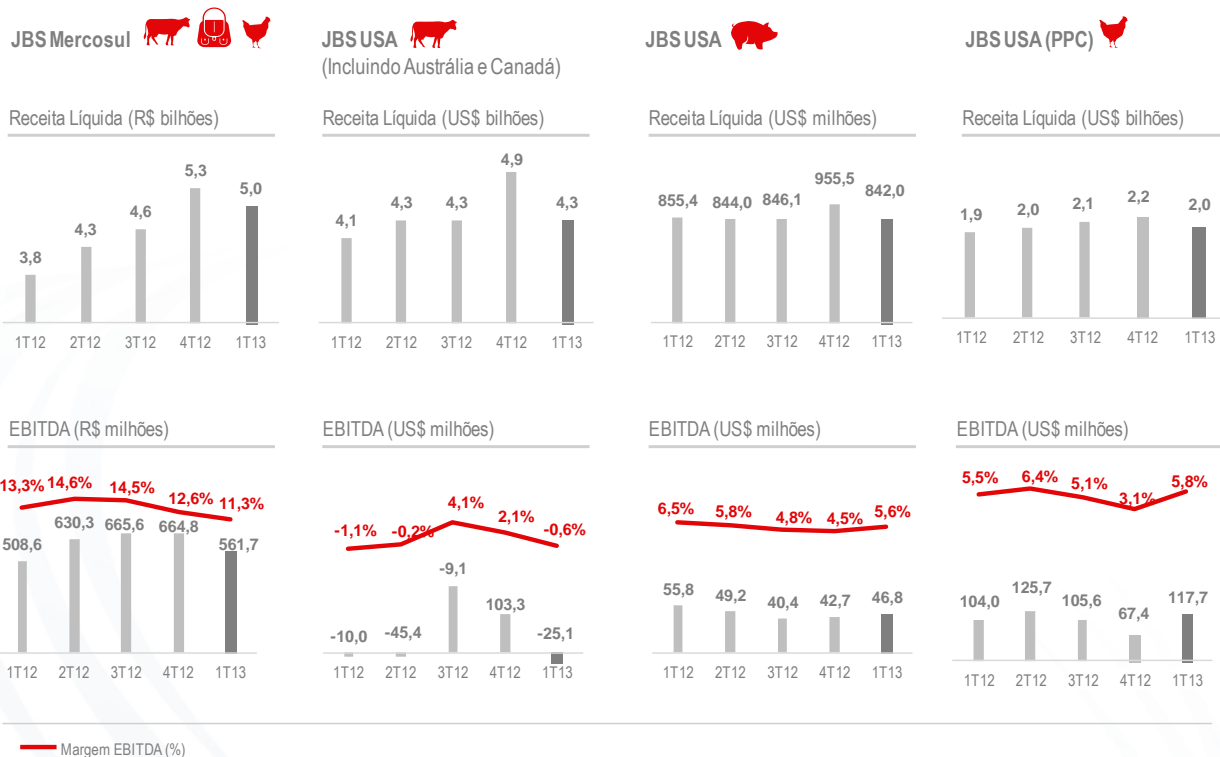 JBS Mercosul
JBS USA
(Incluindo Austrália e Canadá)
JBS USA
JBS USA (PPC)
Receita Líquida (R$ bilhões)
3,8
4,3
4,6
5,3
5,0
1T12 2T12 3T12 4T12 1T13
Receita Líquida (US$ bilhões)
4,1
4,3
4,3
4,9
4,3
1T12 2T12 3T12 4T12 1T13
Receita Líquida (US$ milhões)
855,4
844,0
846,1
955,5
842,0
1T12 2T12 3T12 4T12 1T13
Receita Líquida (US$ bilhões)
1,9
2,0
2,1
2,2
2,0
1T12 2T12 3T12 4T12 1T13
EBITDA (R$ milhões)
13,3% 14,6% 14,5% 12,6% 11,3%
508,6 630,3 665,6 664,8 561,7
1T12 2T12 3T12 4T12 1T13
EBITDA (US$ milhões)
-1,1% -0,2% 4,1% 2,1% -0,6%
-10,0 -45,4 -9,1 103,3 -25,1
1T12 2T12 3T12 4T12 1T13
EBITDA (US$ milhões)
6,5% 5,8% 4,8% 4,5% 5,6%
55,8 49,2 40,4 42,7 46,8
1T12 2T12 3T12 4T12 1T13
EBITDA (US$ milhões)
5,5% 6,4% 5,1% 3,1% 5,8%
104,0 125,7 105,6 67,4 117,7
1T12 2T12 3T12 4T12 1T13
Margem EBITDA (%)